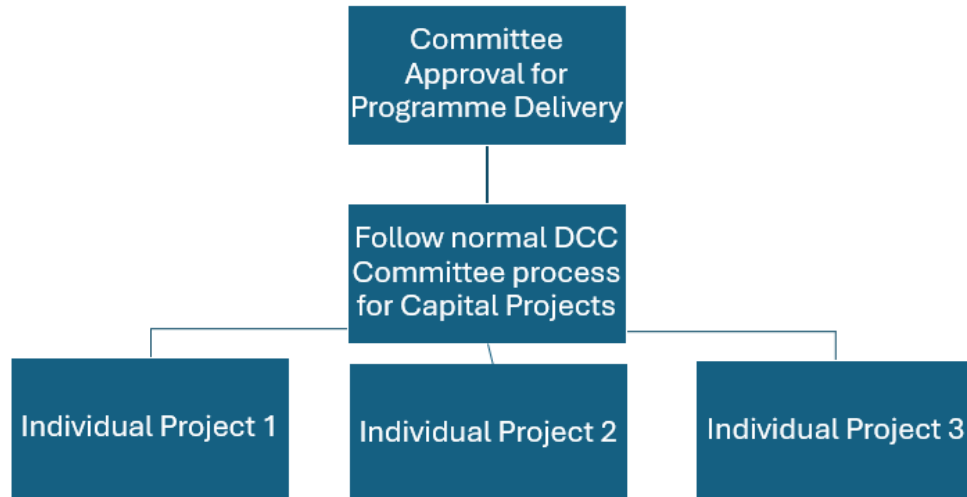 Committee
Approval for
Programme Delivery
Follow normal DCC
Committee process
for Capital Projects
Individual Project 1
Individual Project 2
Individual Project 3